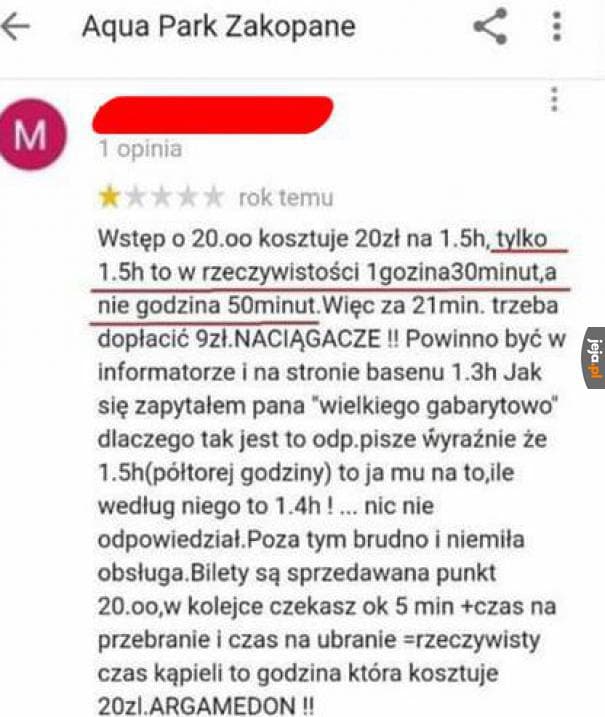 Aqua Park Zakopane
M
1 opinia
rok temu
Wstęp o 20.oo kosztuje 20zł na 1.5h, tylko
1.5h to w rzeczywistości 1gozina30minut,a
nie godzina 50minut.Więc za 21min. trzeba
dopłacić 9zł.NACIĄGACZE !! Powinno być w
informatorze i na stronie basenu 1.3h Jak
się zapytałem pana "wielkiego gabarytowo"
dlaczego tak jest to odp.pisze ẃyraźnie że
1.5h(półtorej godziny) to ja mu na to,ile
według niego to 1.4h ! ... nic nie
odpowiedział.Poza tym brudno i niemiła
obsługa.Bilety są sprzedawana punkt
20.oo,w kolejce czekasz ok 5 min +czas na
przebranie i czas na ubranie =rzeczywisty
czas kąpieli to godzina która kosztuje
20zl.ARGAMEDON !!
jeja.pl